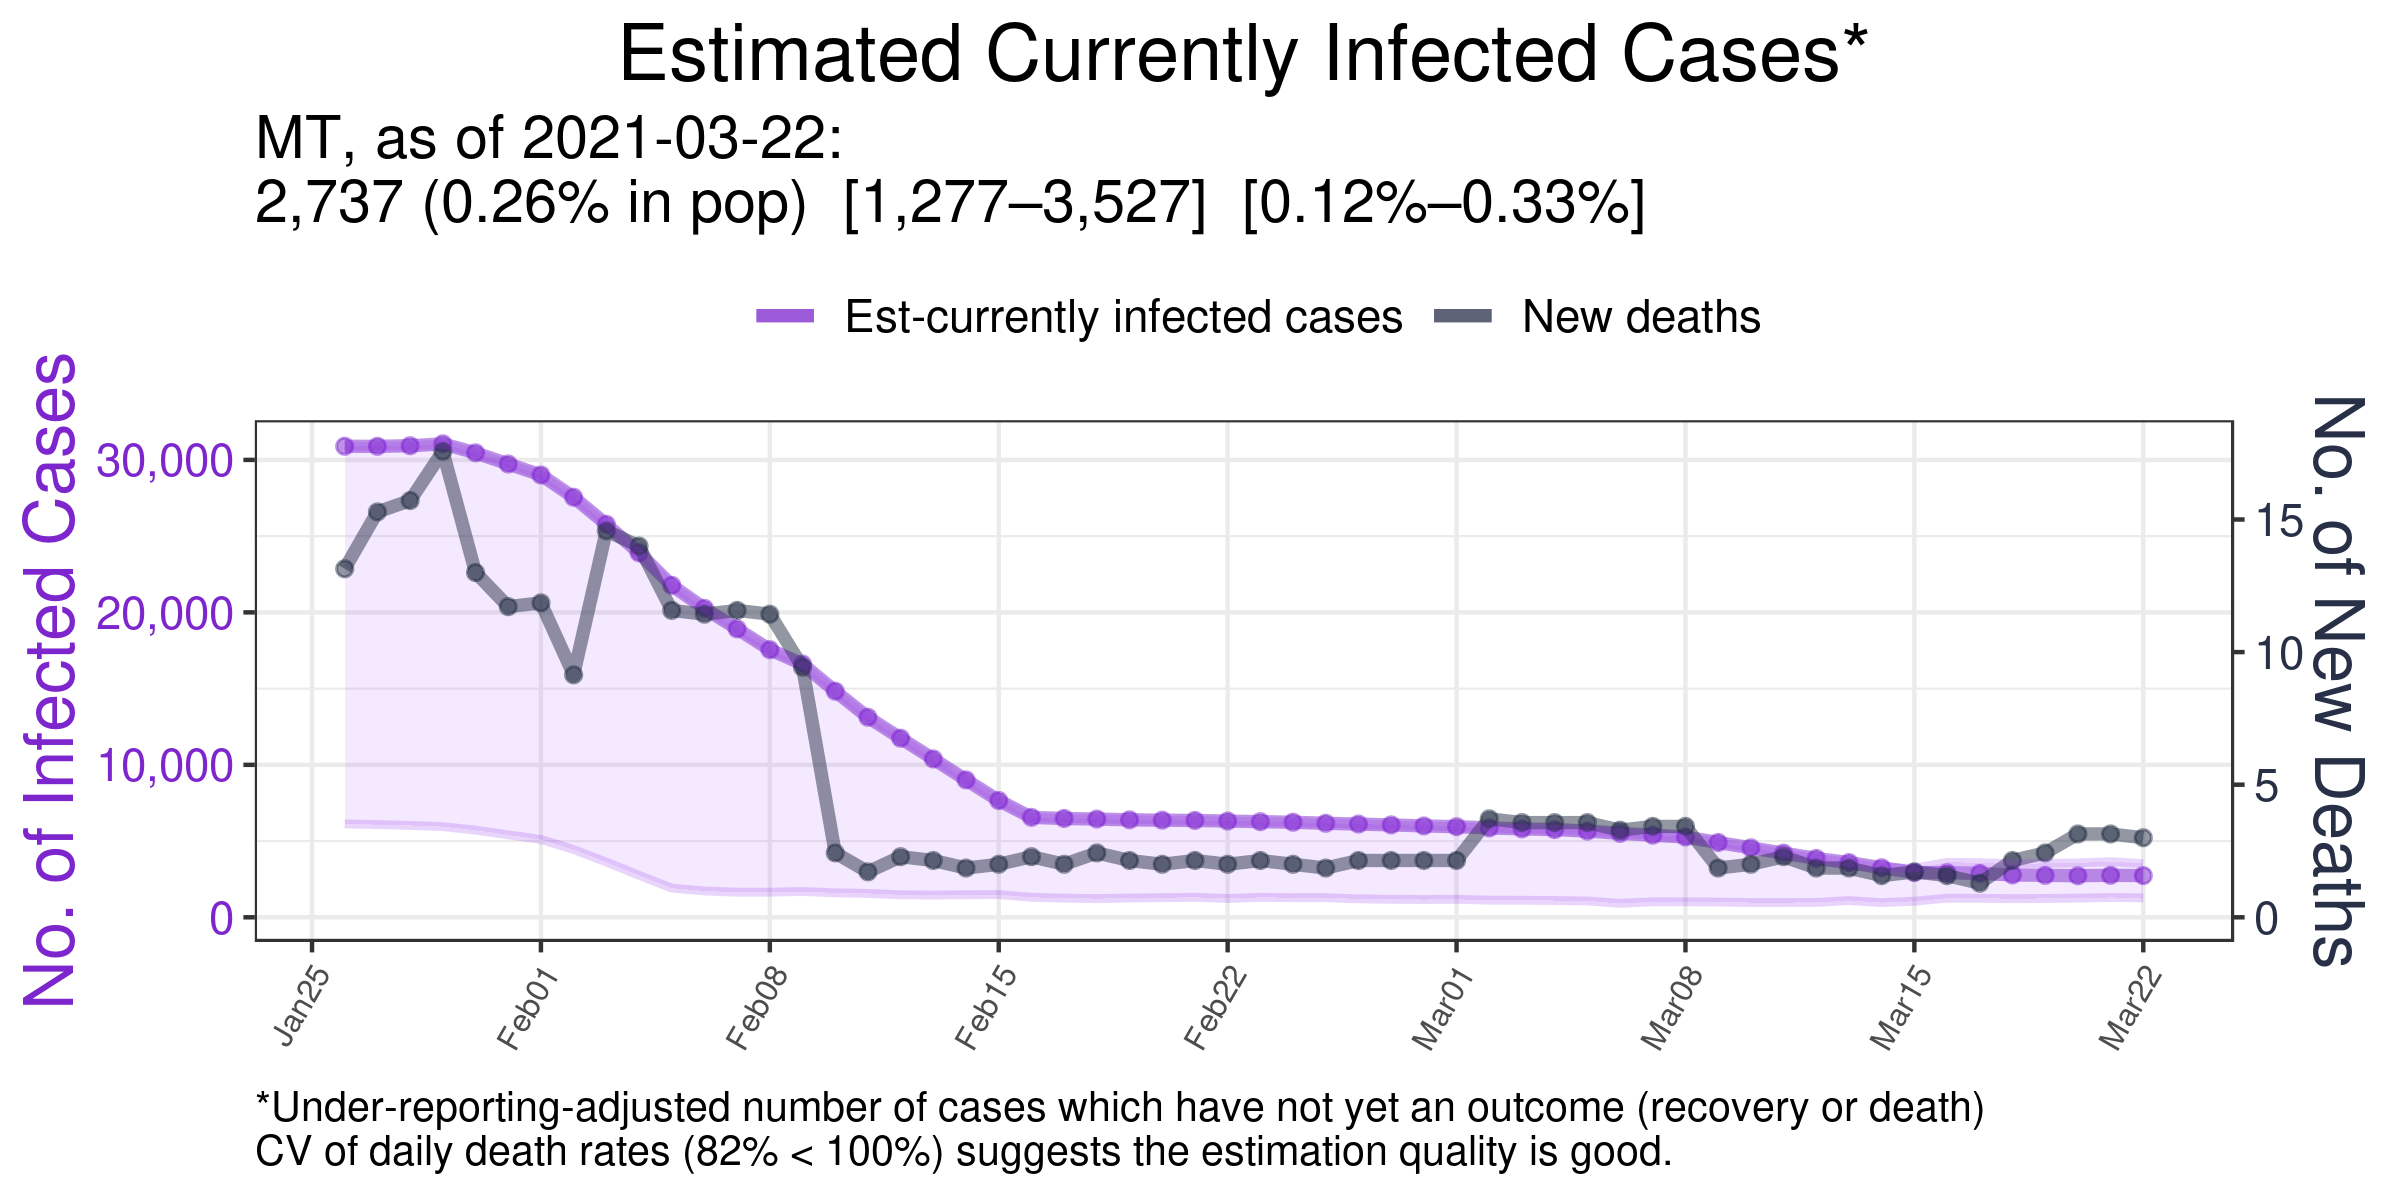 Estimated Currently Infected Cases*
MT, as of 2021-03-22:
2,737 (0.26% in pop)  [1,277–3,527]  [0.12%–0.33%]
Est-currently infected cases
New deaths
No. of Infected Cases
30,000
20,000
10,000
0
No. of New Deaths
15
10
5
0
Jan25
Feb01
Feb08
Feb15
Feb22
Mar01
Mar08
Mar15
Mar22
*Under-reporting-adjusted number of cases which have not yet an outcome (recovery or death)
CV of daily death rates (82% < 100%) suggests the estimation quality is good.